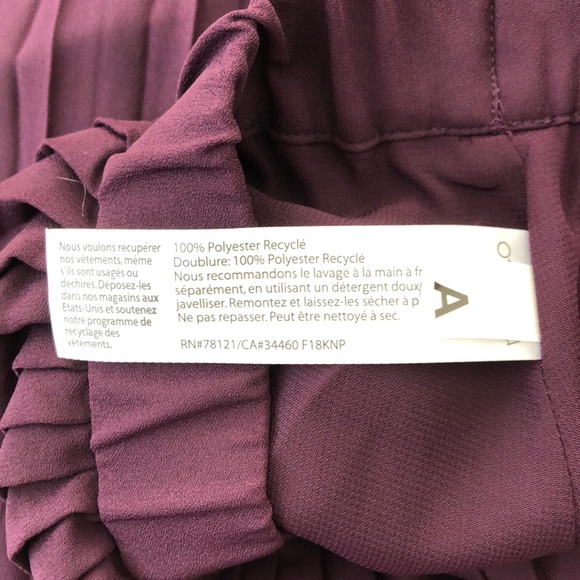 Nous voulons récupérer
nos vêtements, même
s'ils sont usagés ou
déchirés. Déposez-les
dans nos magasins aux
États-Unis et soutenez
notre programme de
recyclage des
vêtements.
100% Polyester Recyclé
Doublure: 100% Polyester Recyclé
Nous recommandons le lavage à la main à fr
séparément, en utilisant un détergent doux/
javelliser. Remontez et laissez-les sécher à p
Ne pas repasser. Peut être nettoyé à sec.
RN#78121/CA#34460 F18KNP
A